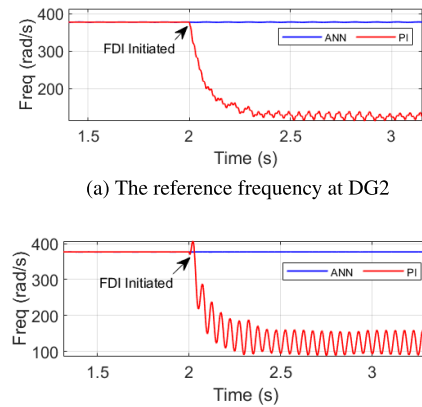 400
300
200
Freq (rad/s)
FDI Initiated
ANN PI
1.5 2 2.5 3
Time (s)
(a) The reference frequency at DG2
400
300
200
100
Freq (rad/s)
FDI Initiated
ANN PI
1.5 2 2.5 3
Time (s)